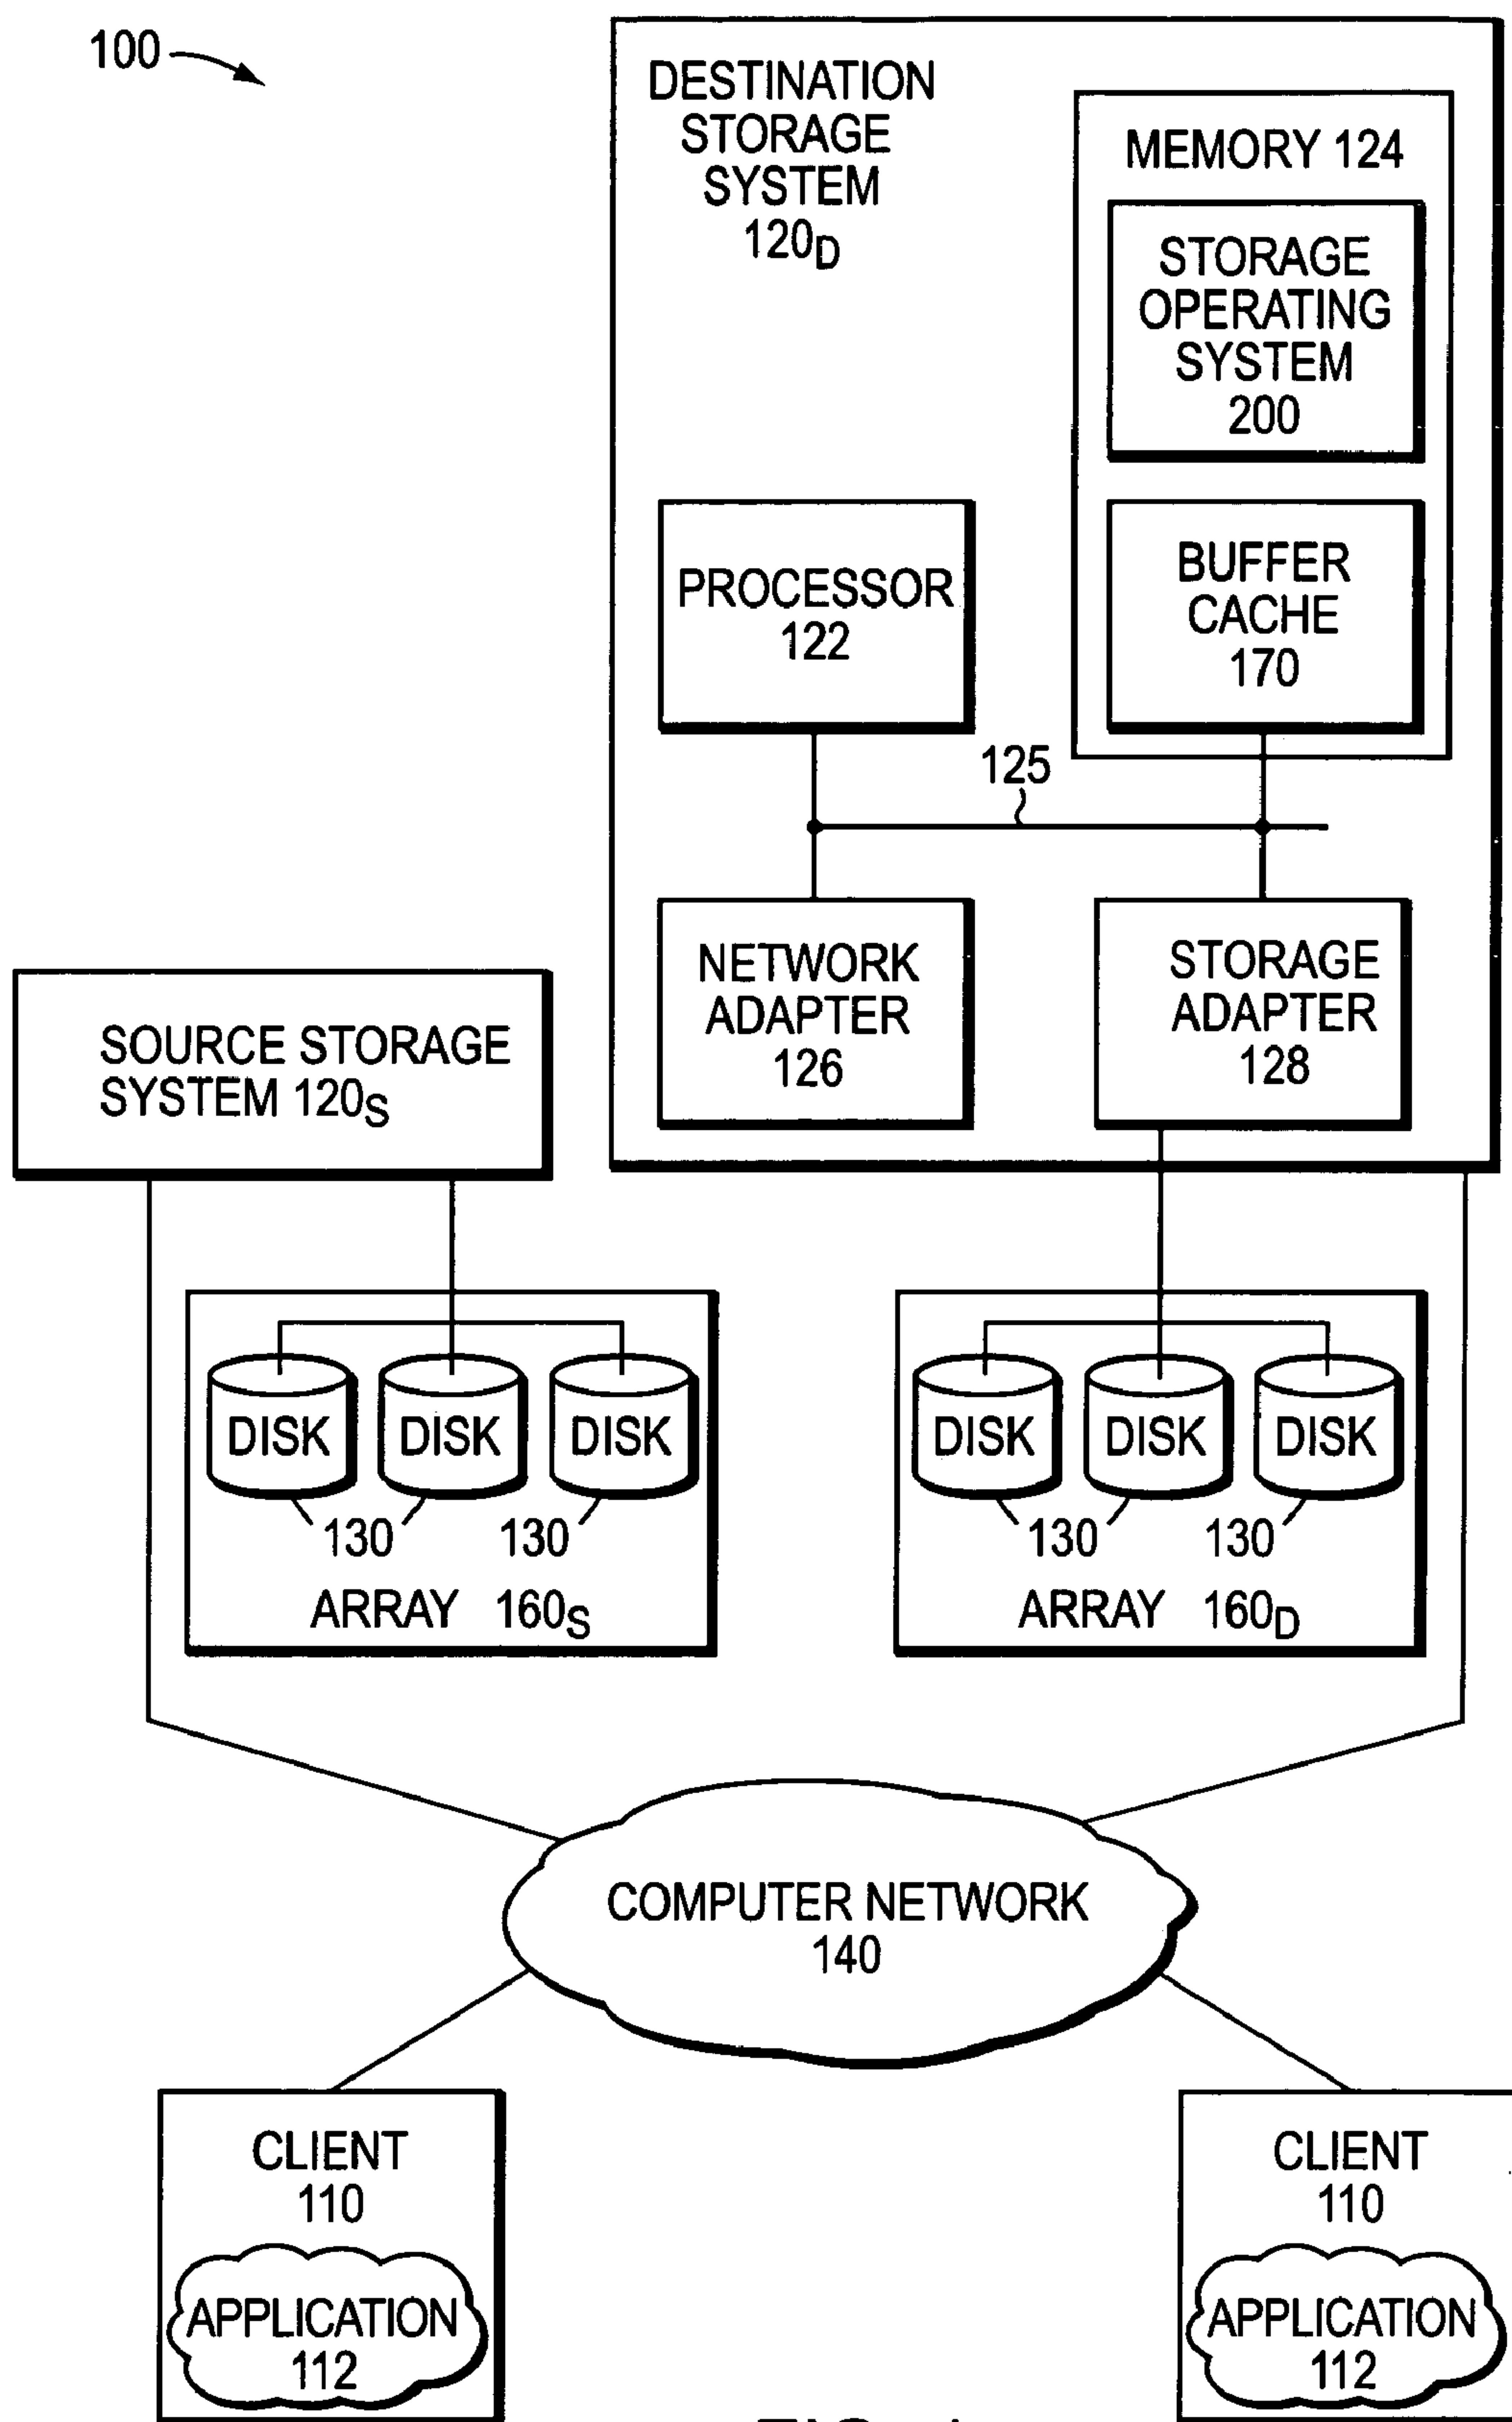 100
DESTINATION
STORAGE
SYSTEM
120D
MEMORY 124
STORAGE
OPERATING
SYSTEM
200
PROCESSOR
122
BUFFER
CACHE
170
125
NETWORK
ADAPTER
126
STORAGE
ADAPTER
128
SOURCE STORAGE
SYSTEM 120S
DISK DISK DISK
130 130
ARRAY 160S
DISK DISK DISK
130 130
ARRAY 160D
COMPUTER NETWORK
140
CLIENT
110
APPLICATION
112
CLIENT
110
APPLICATION
112